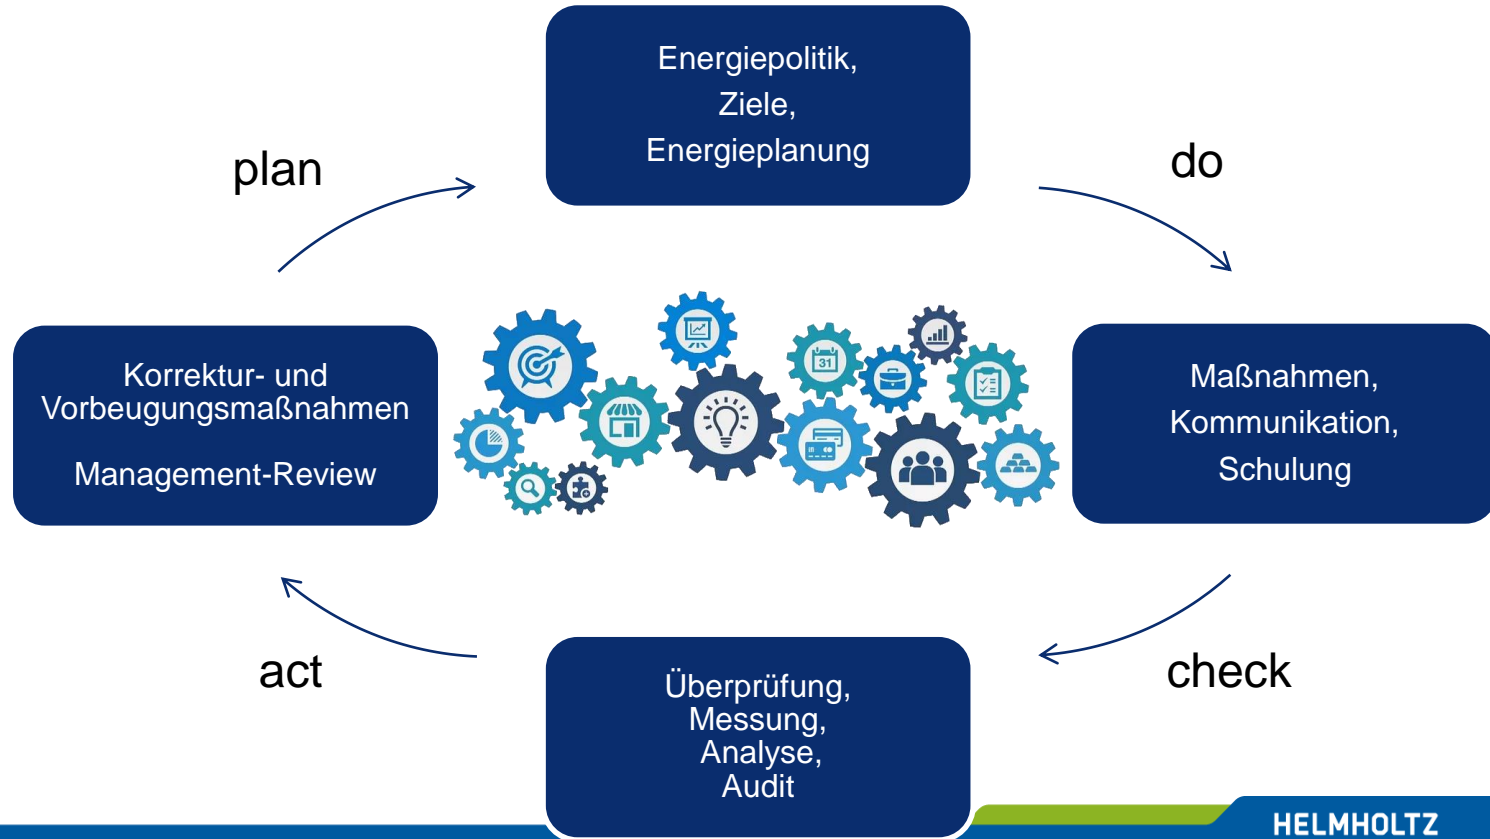 Energiepolitik,
Ziele,
Energieplanung
plan
do
Korrektur- und
Vorbeugungsmaßnahmen
Management-Review
31
Maßnahmen,
Kommunikation,
Schulung
act
check
Überprüfung,
Messung,
Analyse,
Audit
HELMHOLTZ